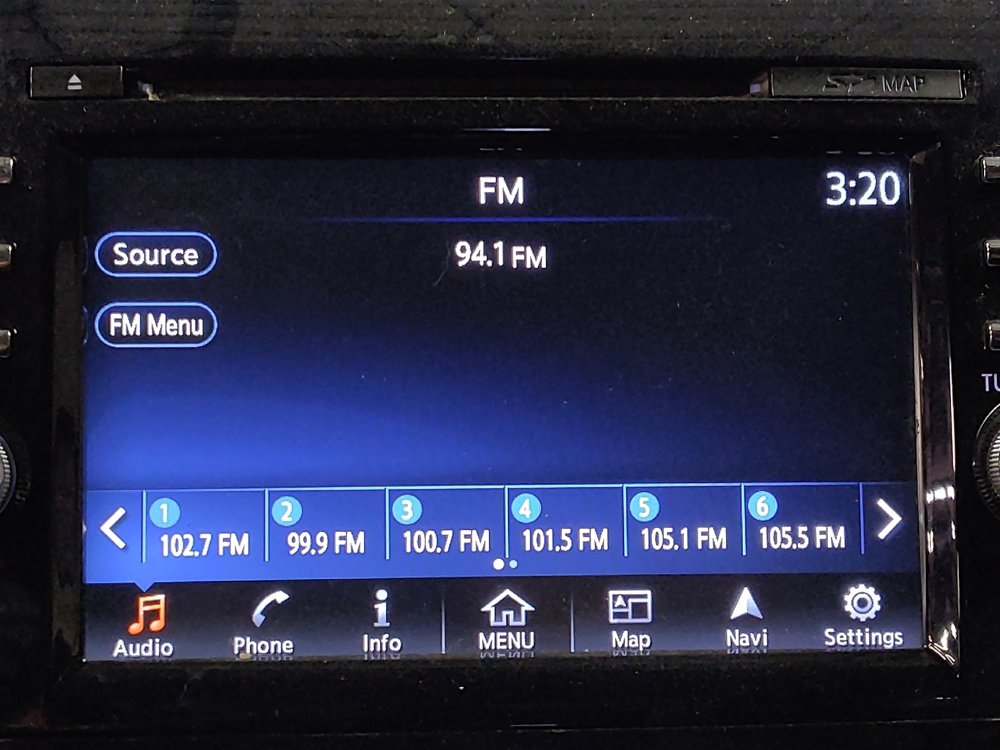 MAP
FM
3:20
Source
94.1 FM
FM Menu
1
2
3
4
5
6
102.7 FM
99.9 FM
100.7 FM
101.5 FM
105.1 FM
105.5 FM
Audio
Phone
Info
MENU
Map
Navi
Settings